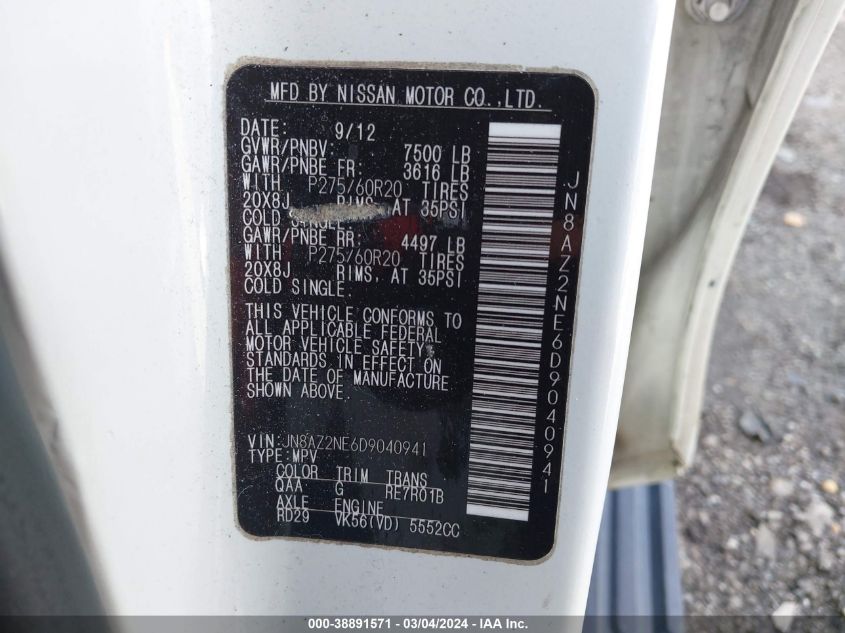 MFD BY NISSAN MOTOR CO.,LTD.
DATE: 9/12
GVWR/PNBV 7500 LB
GAWR/PNBE FR: 3616 LB
WITH P275/60R20 TIRES
20X8J RIMS, AT 35PSI
COLD SINGLE.
GAWR/PNBE RR: 4497 LB
WITH P275/60R20 TIRES
20X8J RIMS, AT 35PSI
COLD SINGLE.
THIS VEHICLE CONFORMS TO
ALL APPLICABLE FEDERAL
MOTOR VEHICLE SAFETY
STANDARDS IN EFFECT ON
THE DATE OF MANUFACTURE
SHOWN ABOVE.
VIN:JN8AZ2NE6D9040941
TYPE:MPV
COLOR TRIM TRANS
QAA G RE7R01B
AXLE ENGINE
RD29 VK56(VD) 5552CC
JN8AZ2NE6D9040941
000-38891571 - 03/04/2024 - IAA Inc.